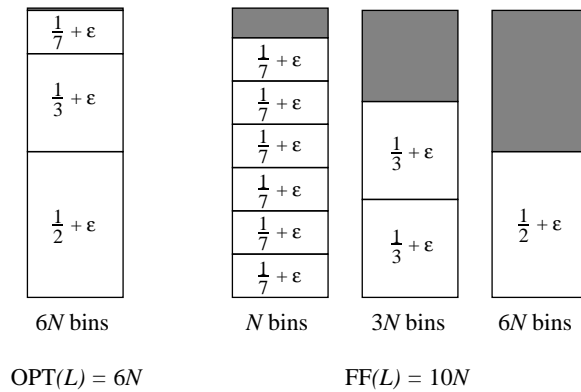 1/7 + ε
1/3 + ε
1/2 + ε
6N bins
1/7 + ε
1/7 + ε
1/7 + ε
1/7 + ε
1/7 + ε
1/7 + ε
N bins
1/3 + ε
1/3 + ε
3N bins
1/2 + ε
6N bins
OPT(L) = 6N
FF(L) = 10N